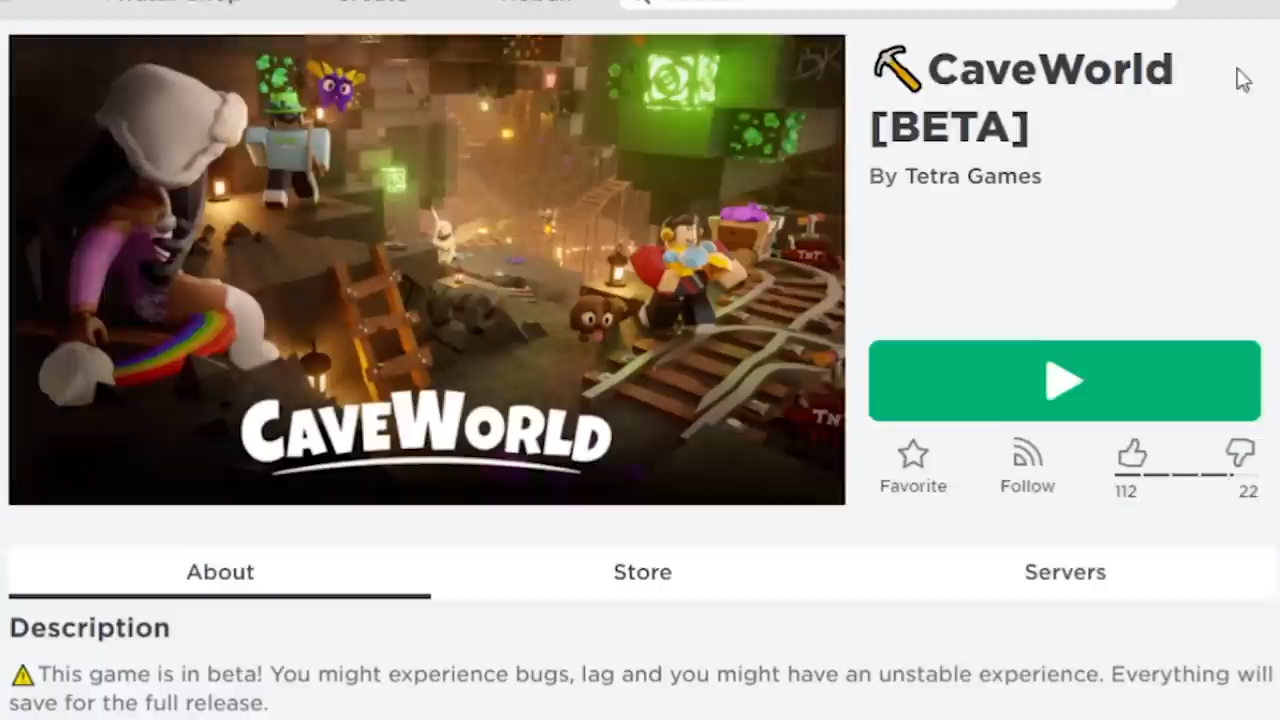 CaveWorld
[BETA]
By Tetra Games
CAVEWORLD
TNT
TN
Favorite
Follow
112
22
About
Store
Servers
Description
⚠This game is in beta! You might experience bugs, lag and you might have an unstable experience. Everything will
save for the full release.